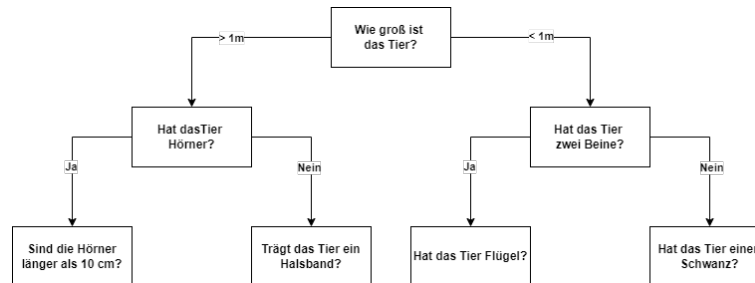 Wie groß ist
das Tier?
> 1m
< 1m
Hat dasTier
Hörner?
Hat das Tier
zwei Beine?
Ja
Nein
Ja
Nein
Sind die Hörner
länger als 10 cm?
Trägt das Tier ein
Halsband?
Hat das Tier Flügel?
Hat das Tier einen
Schwanz?